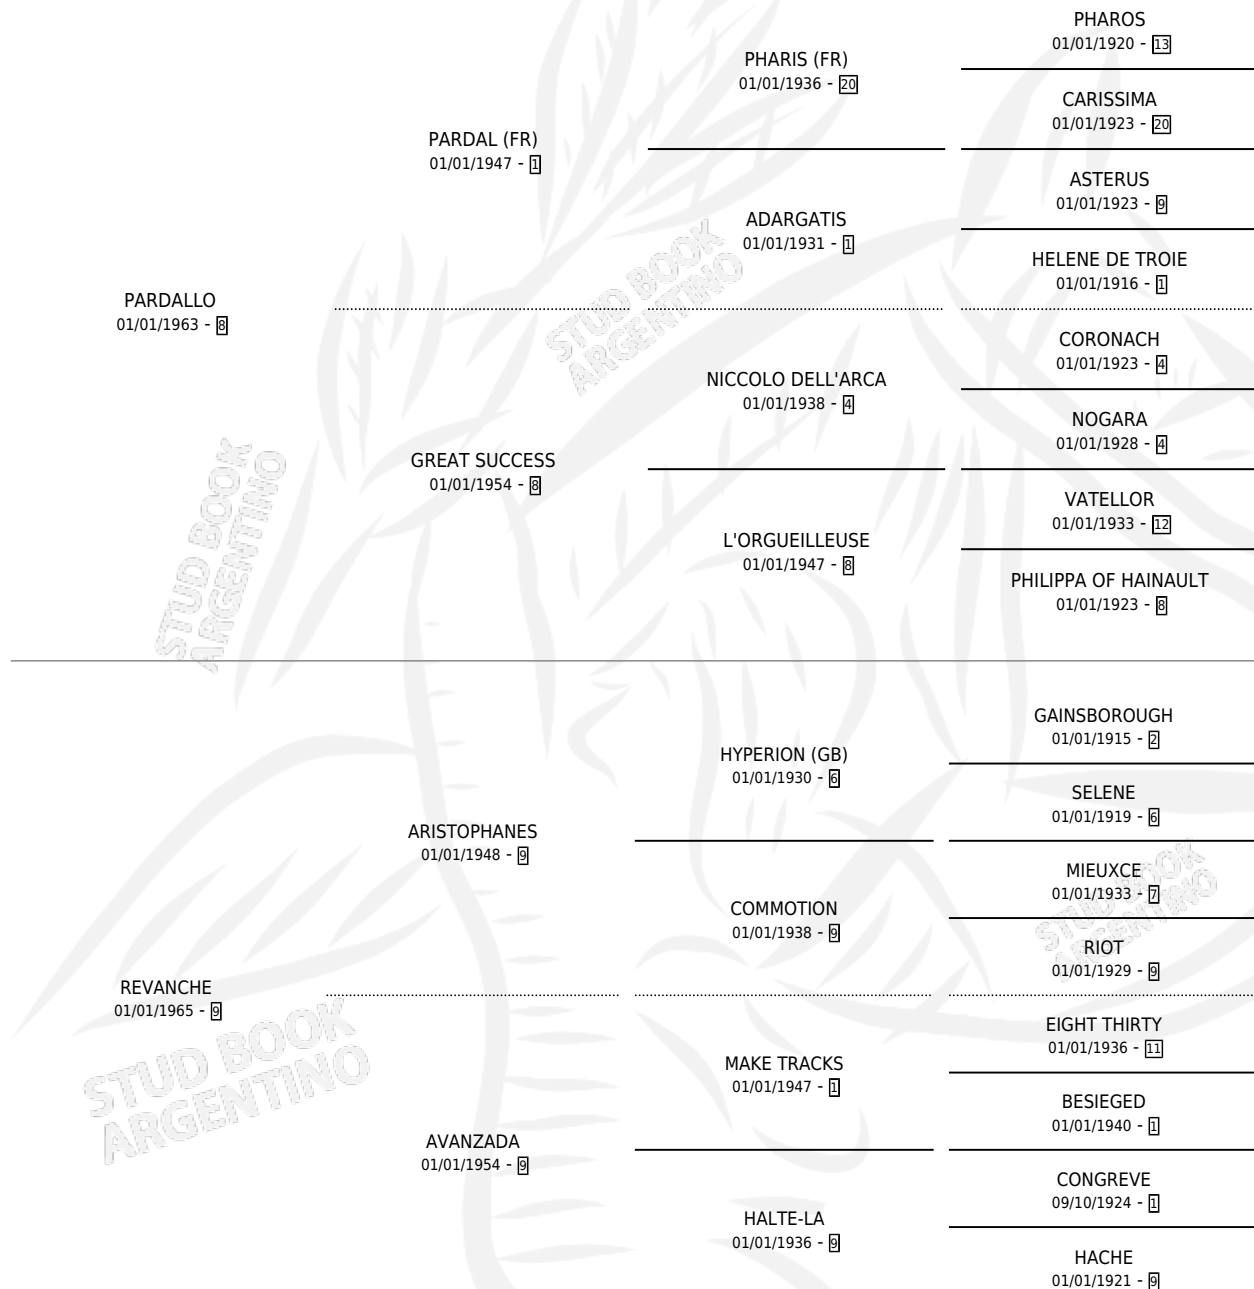 PHAROS
01/01/1920 - 13
PHARIS (FR)
01/01/1936 - 20
CARISSIMA
01/01/1923 - 20
PARDAL (FR)
01/01/1947 - 1
ASTERUS
01/01/1923 - 9
ADARGATIS
01/01/1931 - 1
HELENE DE TROIE
01/01/1916 - 1
PARDALLO
01/01/1963 - 8
CORONACH
01/01/1923 - 4
NICCOLO DELL'ARCA
01/01/1938 - 4
NOGARA
01/01/1928 - 4
GREAT SUCCESS
01/01/1954 - 8
VATELLOR
01/01/1933 - 12
L'ORGUEILLEUSE
01/01/1947 - 8
PHILIPPA OF HAINAULT
01/01/1923 - 8
GAINSBOROUGH
01/01/1915 - 2
HYPERION (GB)
01/01/1930 - 6
SELENE
01/01/1919 - 6
ARISTOPHANES
01/01/1948 - 9
MIEUXCE
01/01/1933 - 7
COMMOTION
01/01/1938 - 9
RIOT
01/01/1929 - 9
REVANCHE
01/01/1965 - 9
EIGHT THIRTY
01/01/1936 - 11
MAKE TRACKS
01/01/1947 - 1
BESIEGED
01/01/1940 - 1
AVANZADA
01/01/1954 - 9
CONGREVE
09/10/1924 - 1
HALTE-LA
01/01/1936 - 9
HACHE
01/01/1921 - 9
STUD BOOK
ARGENTINO
STUD BOOK
ARGENTINO
STUD BOOK
ARGENTINO
STUD BOOK
ARGENTINO